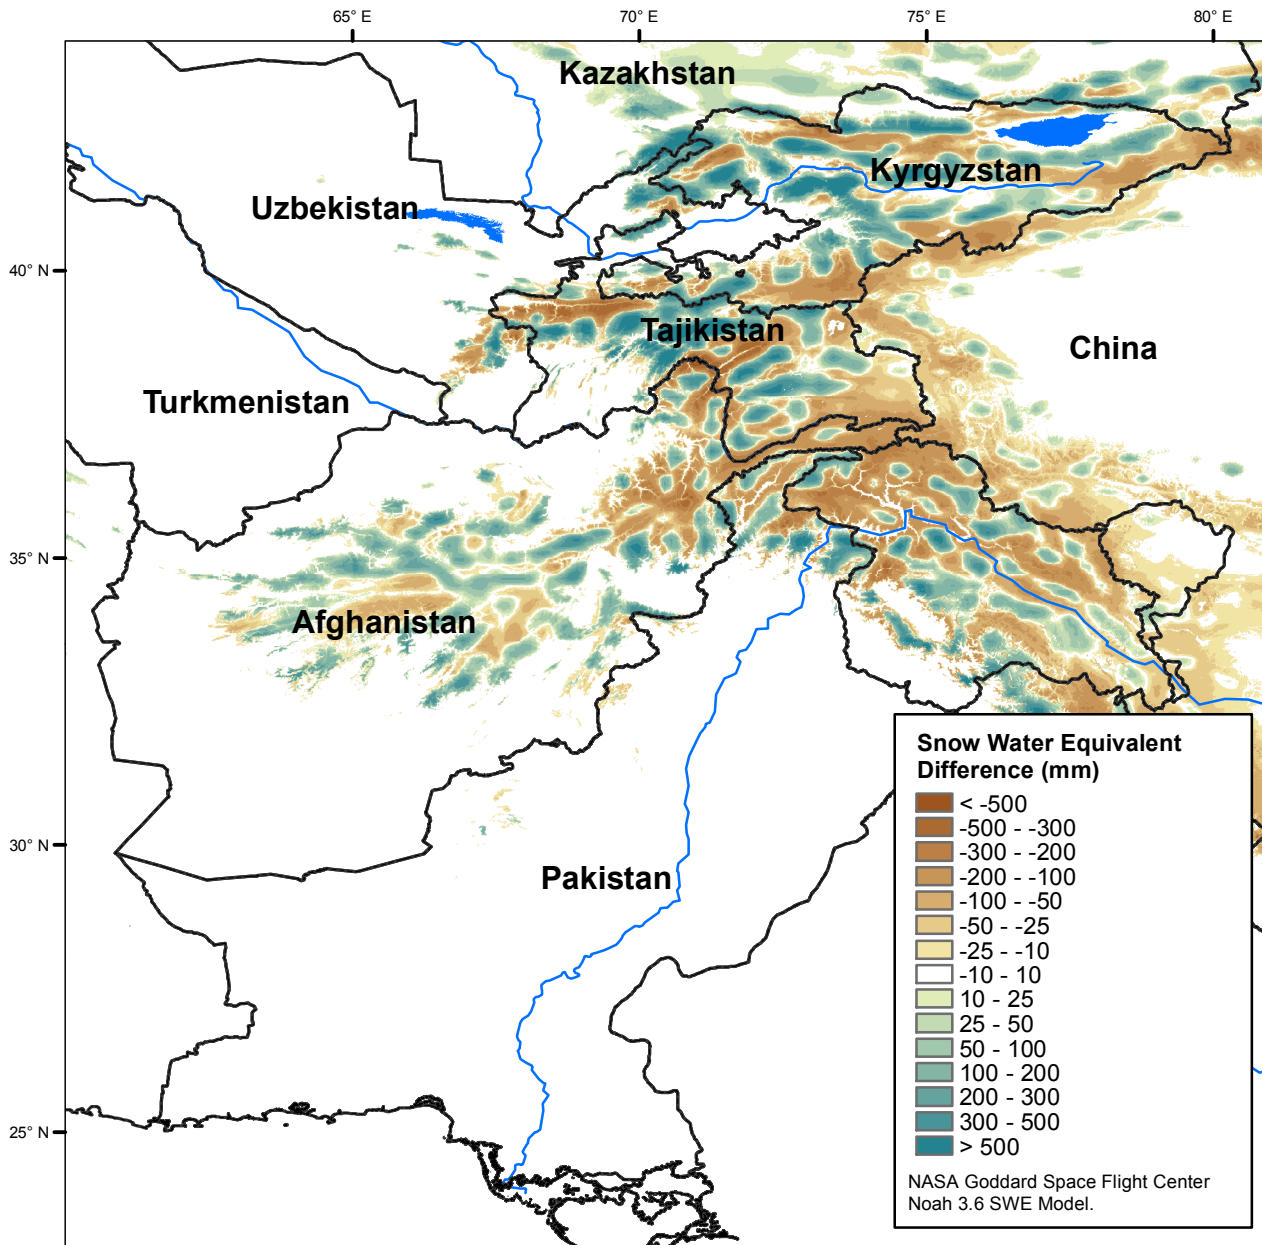 65° E
70° E
75° E
80° E
Kazakhstan
Kyrgyzstan
Uzbekistan
40° N
Tajikistan
China
Turkmenistan
35° N
Afghanistan
30° N
Pakistan
25° N
Snow Water Equivalent
Difference (mm)
< -500
-500 - -300
-300 - -200
-200 - -100
-100 - -50
-50 - -25
-25 - -10
-10 - 10
10 - 25
25 - 50
50 - 100
100 - 200
200 - 300
300 - 500
> 500
NASA Goddard Space Flight Center
Noah 3.6 SWE Model.